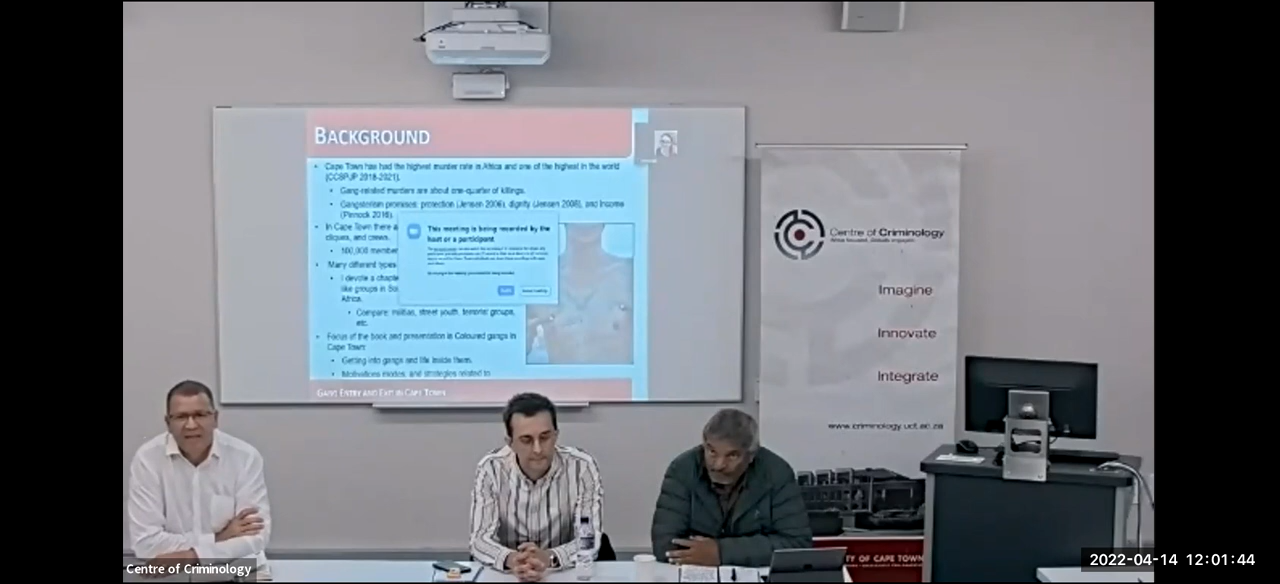 BACKGROUND
• Cape Town has had the highest murder rate in Africa and one of the highest in the world
(CCSPJP 2018-2021).
• Gang-related murders are about one-quarter of killings.
• Gangsterism promises: protection (Jensen 2006), dignity (Jensen 2008), and income
(Pinnock 2016).
• In Cape Town there a
cliques, and crews.
• 100,000 member
• Many different types
• I devote a chapte
like groups in So
Africa.
• Compare: militias, street youth, terrorist groups,
etc.
• Focus of the book and presentation is Coloured gangs in
Cape Town:
• Getting into gangs and life inside them.
• Motivations, modes, and strategies related to
GANG ENTRY AND EXIT IN CAPE TOWN
This meeting is being recorded by the
host or a participant
Centre of Criminology
Africa focused, Globally engaged
Imagine
Innovate
Integrate
www.criminology.uct.ac.za
TY OF CAPE TOWN
Centre of Criminology
2022-04-14 12:01:44